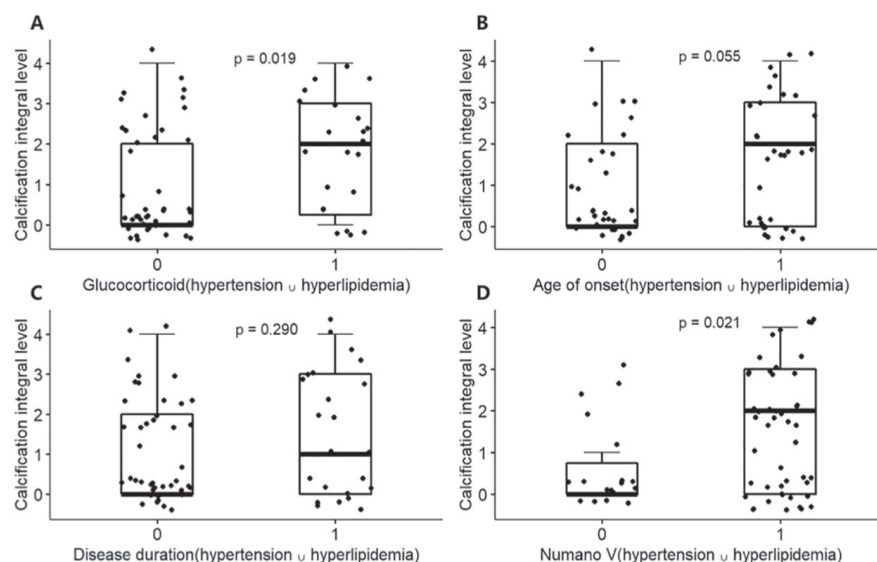 A
Calcification integral level
4
3
2
1
0
p = 0.019
0 1
Glucocorticoid(hypertension ∪ hyperlipidemia)
B
Calcification integral level
4
3
2
1
0
p = 0.055
0 1
Age of onset(hypertension ∪ hyperlipidemia)
C
Calcification integral level
4
3
2
1
0
p = 0.290
0 1
Disease duration(hypertension ∪ hyperlipidemia)
D
Calcification integral level
4
3
2
1
0
p = 0.021
0 1
Numano V(hypertension ∪ hyperlipidemia)